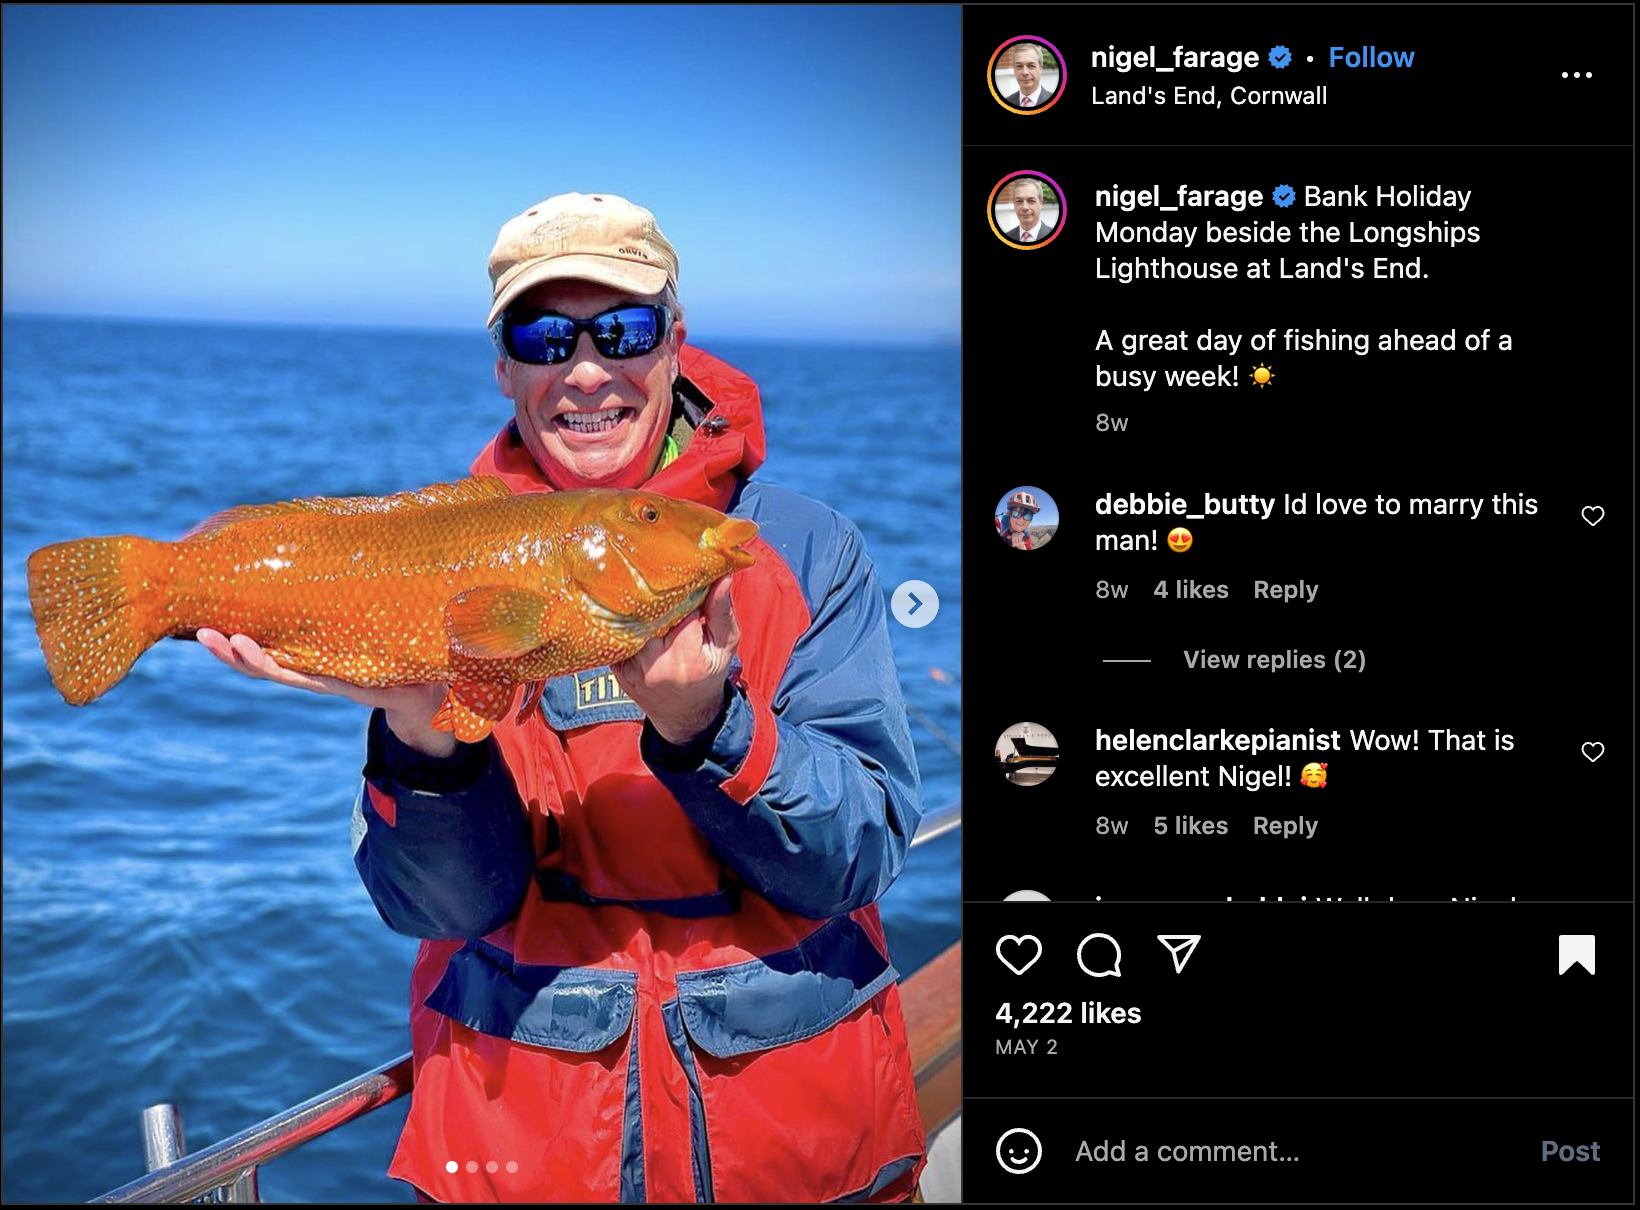 ORVIS
TIT
nigel_farage • Follow
Land's End, Cornwall
nigel_farage Bank Holiday
Monday beside the Longships
Lighthouse at Land's End.
A great day of fishing ahead of a
busy week! ☀️
8w
debbie_butty Id love to marry this
man! 😍
8w 4 likes Reply
View replies (2)
helenclarkepianist Wow! That is
excellent Nigel! 🥰
8w 5 likes Reply
4,222 likes
MAY 2
Add a comment...
Post